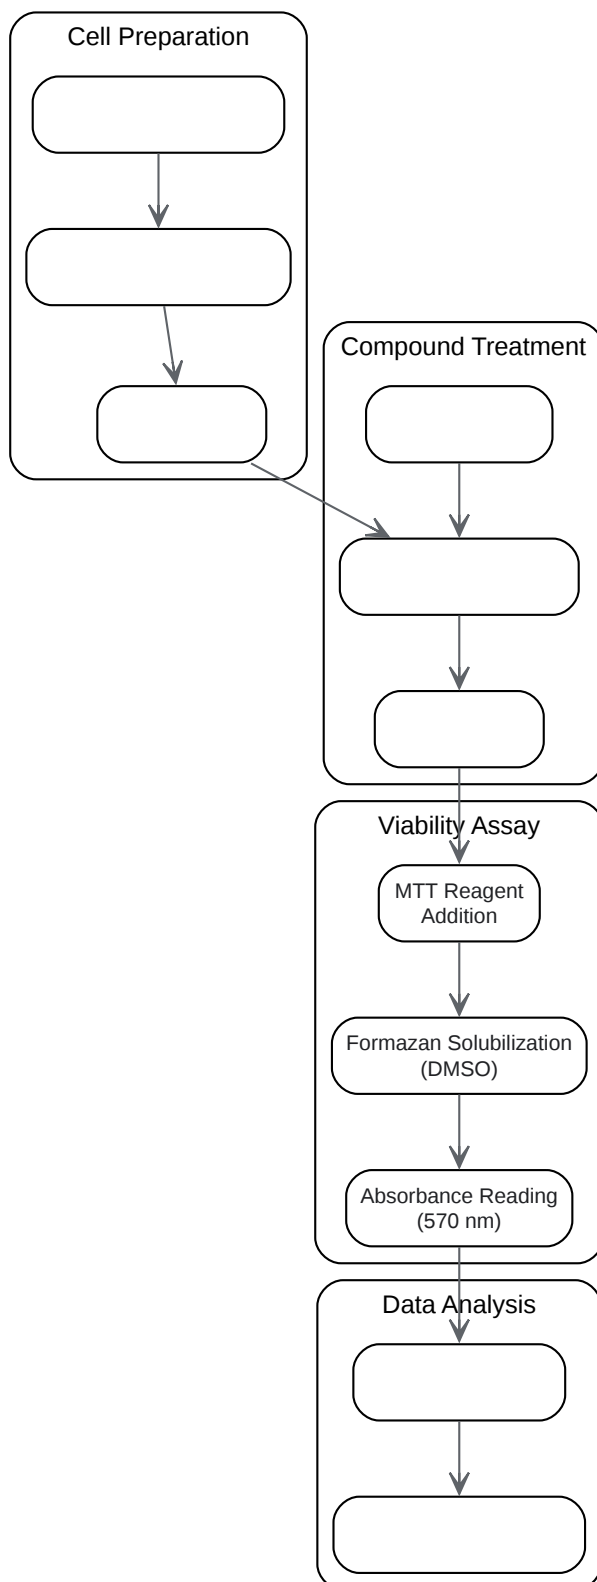 Cell Preparation
Compound Treatment
Viability Assay
MTT Reagent
Addition
Formazan Solubilization
(DMSO)
Absorbance Reading
(570 nm)
Data Analysis